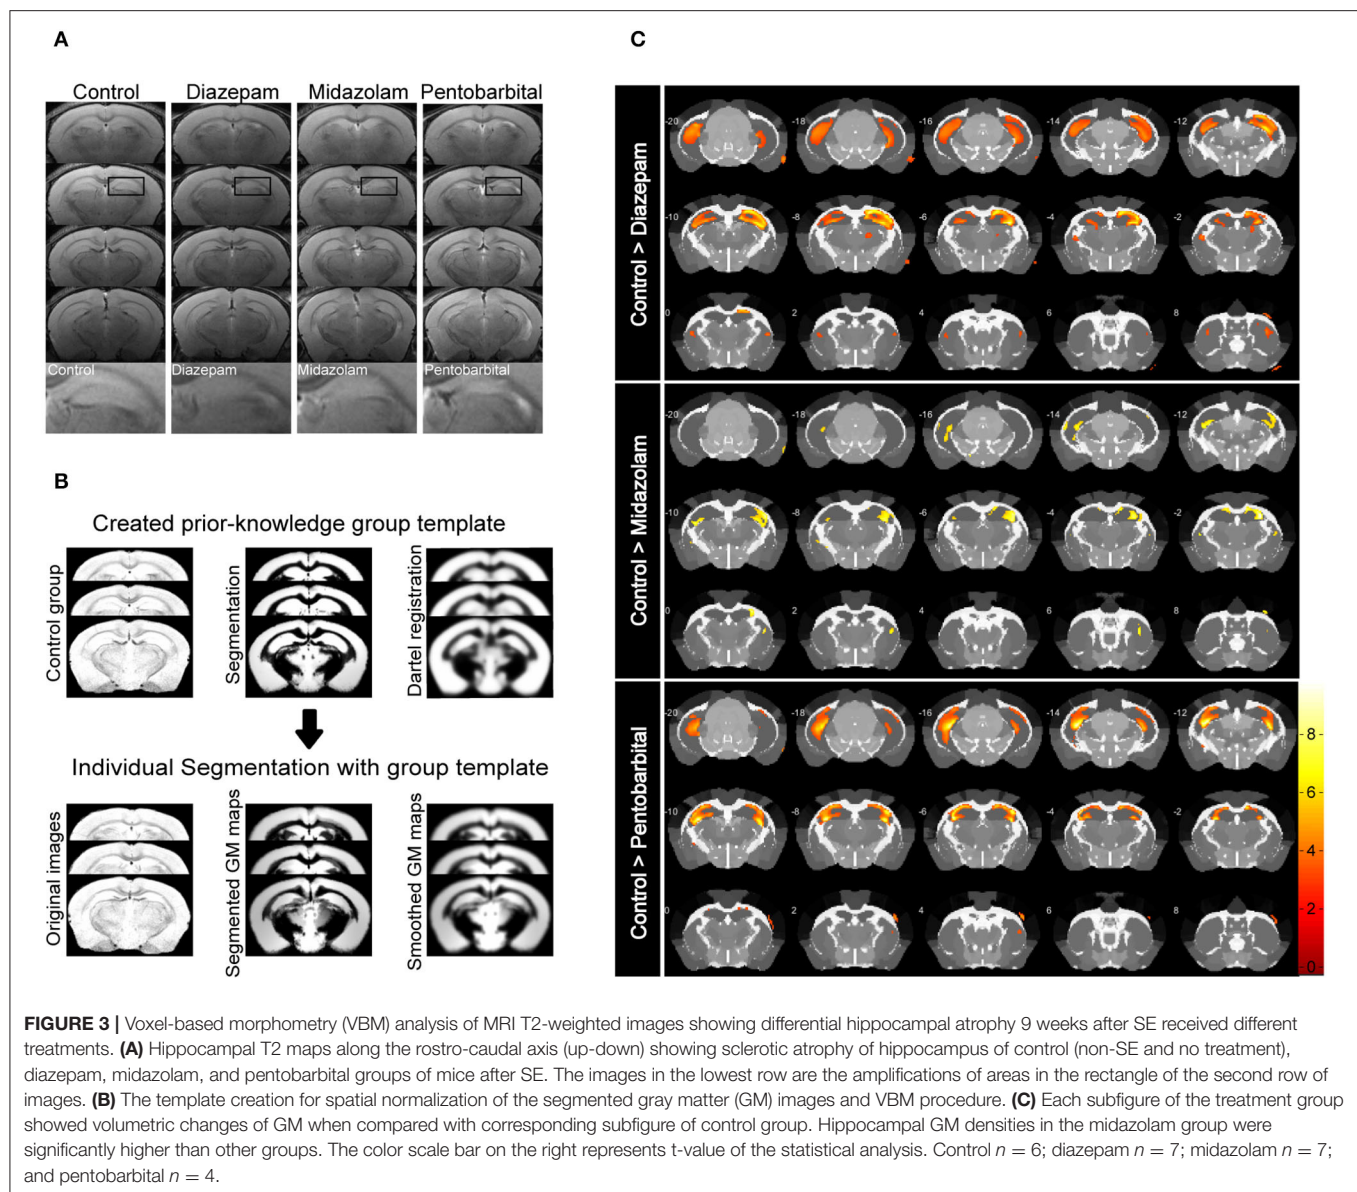 A
Control
Diazepam
Midazolam
Pentobarbital
Control
Diazepam
Midazolam
Pentobarbital
B
Created prior-knowledge group template
Control group
Segmentation
Dartel registration
Individual Segmentation with group template
Original images
Segmented GM maps
Smoothed GM maps
C
Control > Diazepam
-20
-18
-16
-14
-12
-10
-8
-6
-4
-2
0
2
4
6
8
Control > Midazolam
-20
-18
-16
-14
-12
-10
-8
-6
-4
-2
0
2
4
6
8
Control > Pentobarbital
-20
-18
-16
-14
-12
-10
-8
-6
-4
-2
0
2
4
6
8
8
6
4
2
0
FIGURE 3 | Voxel-based morphometry (VBM) analysis of MRI T2-weighted images showing differential hippocampal atrophy 9 weeks after SE received different
treatments. (A) Hippocampal T2 maps along the rostro-caudal axis (up-down) showing sclerotic atrophy of hippocampus of control (non-SE and no treatment),
diazepam, midazolam, and pentobarbital groups of mice after SE. The images in the lowest row are the amplifications of areas in the rectangle of the second row of
images. (B) The template creation for spatial normalization of the segmented gray matter (GM) images and VBM procedure. (C) Each subfigure of the treatment group
showed volumetric changes of GM when compared with corresponding subfigure of control group. Hippocampal GM densities in the midazolam group were
significantly higher than other groups. The color scale bar on the right represents t-value of the statistical analysis. Control n = 6; diazepam n = 7; midazolam n = 7;
and pentobarbital n = 4.